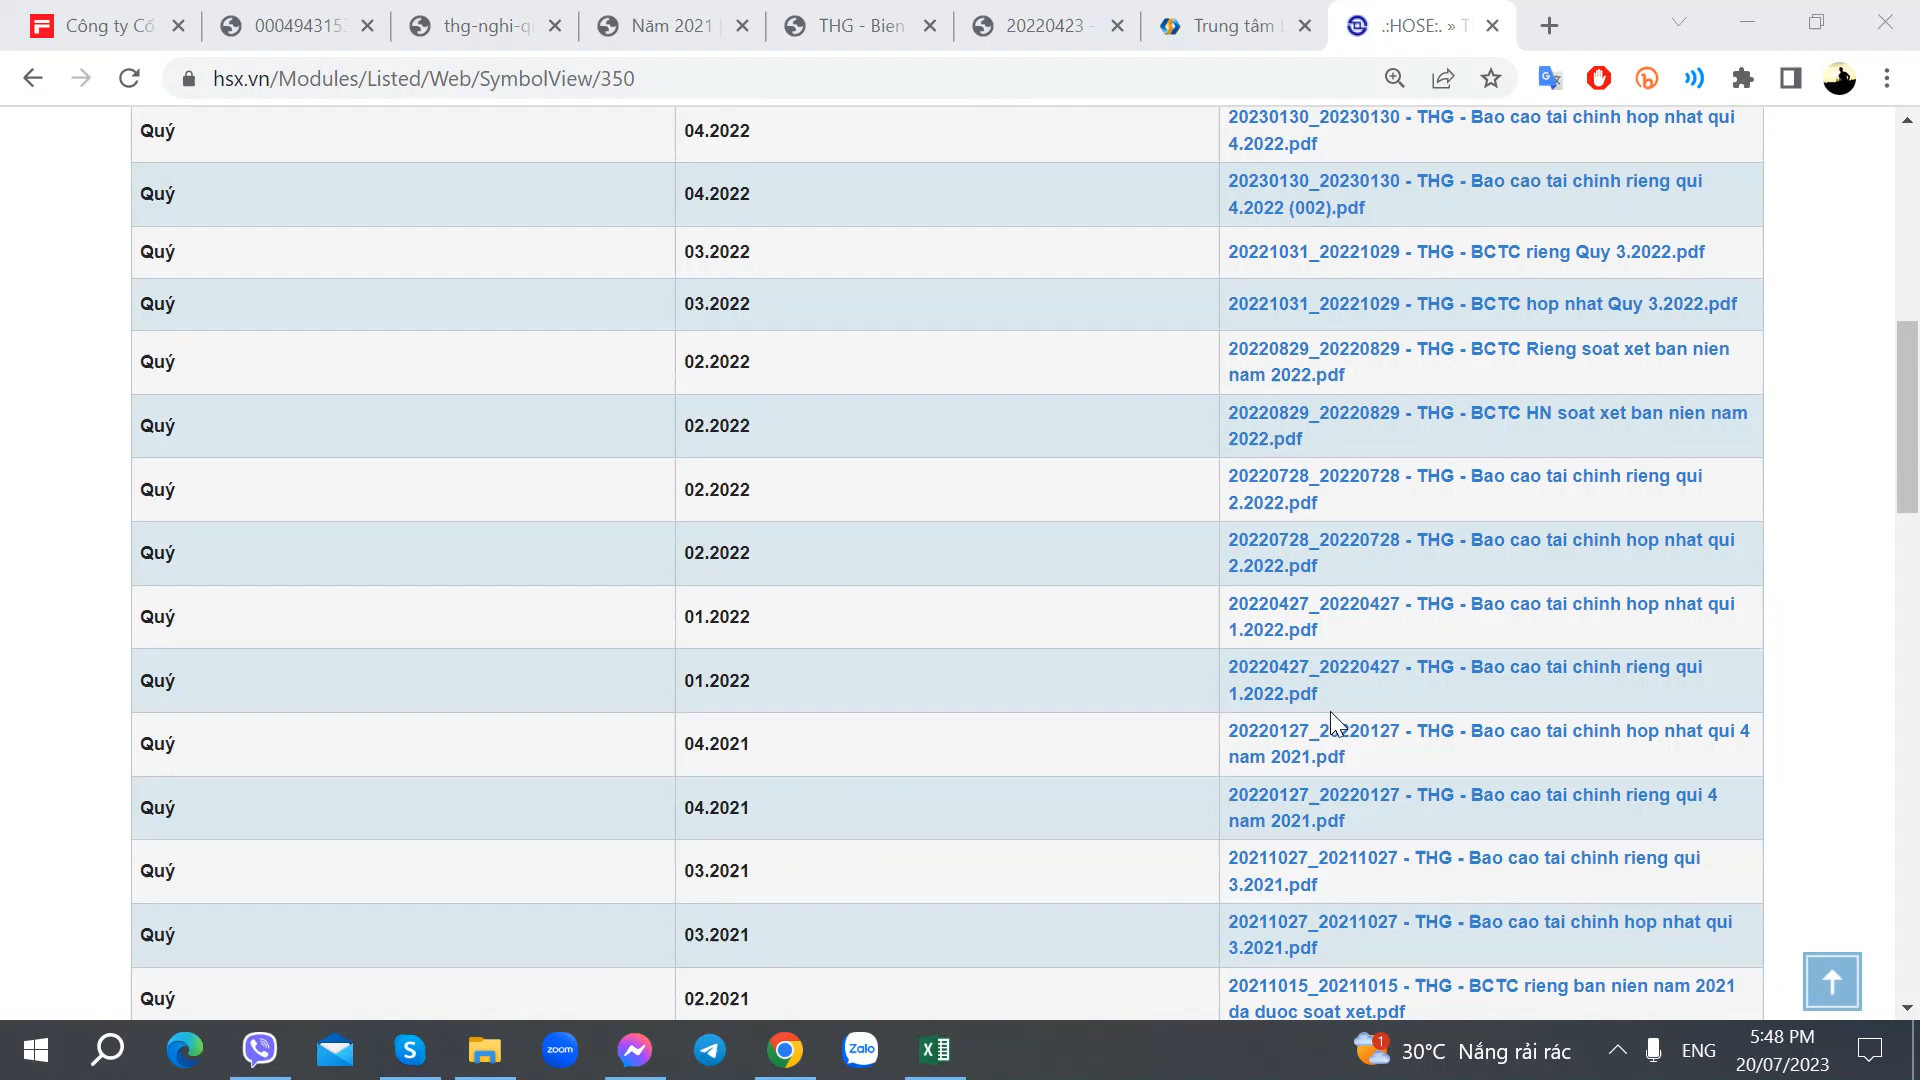 Công ty Cổ
0004943153
thg-nghi-q
Năm 2021
THG - Bien
20220423 -
Trung tâm
.:HOSE:. » T
hsx.vn/Modules/Listed/Web/SymbolView/350
Quý 04.2022 20230130_20230130 - THG - Bao cao tai chinh hop nhat qui
4.2022.pdf
Quý 04.2022 20230130_20230130 - THG - Bao cao tai chinh rieng qui
4.2022 (002).pdf
Quý 03.2022 20221031_20221029 - THG - BCTC rieng Quy 3.2022.pdf
Quý 03.2022 20221031_20221029 - THG - BCTC hop nhat Quy 3.2022.pdf
Quý 02.2022 20220829_20220829 - THG - BCTC Rieng soat xet ban nien
nam 2022.pdf
Quý 02.2022 20220829_20220829 - THG - BCTC HN soat xet ban nien nam
2022.pdf
Quý 02.2022 20220728_20220728 - THG - Bao cao tai chinh rieng qui
2.2022.pdf
Quý 02.2022 20220728_20220728 - THG - Bao cao tai chinh hop nhat qui
2.2022.pdf
Quý 01.2022 20220427_20220427 - THG - Bao cao tai chinh hop nhat qui
1.2022.pdf
Quý 01.2022 20220427_20220427 - THG - Bao cao tai chinh rieng qui
1.2022.pdf
Quý 04.2021 20220127_20220127 - THG - Bao cao tai chinh hop nhat qui 4
nam 2021.pdf
Quý 04.2021 20220127_20220127 - THG - Bao cao tai chinh rieng qui 4
nam 2021.pdf
Quý 03.2021 20211027_20211027 - THG - Bao cao tai chinh rieng qui
3.2021.pdf
Quý 03.2021 20211027_20211027 - THG - Bao cao tai chinh hop nhat qui
3.2021.pdf
Quý 02.2021 20211015_20211015 - THG - BCTC rieng ban nien nam 2021
da duoc soat xet.pdf
zoom
Zalo
1
30°C Nắng rải rác
ENG
5:48 PM
20/07/2023